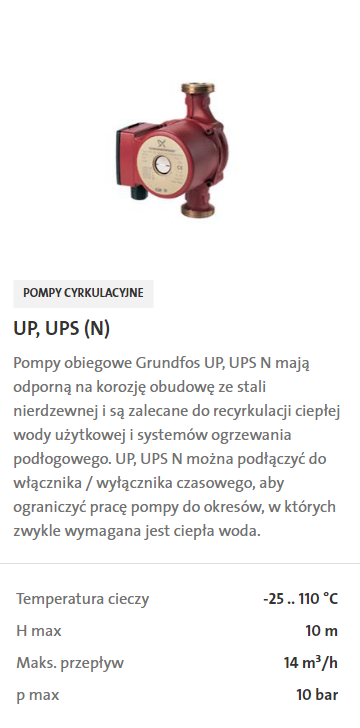 POMPY CYRKULACYJNE
UP, UPS (N)
Pompy obiegowe Grundfos UP, UPS N mają
odporną na korozję obudowę ze stali
nierdzewnej i są zalecane do recyrkulacji ciepłej
wody użytkowej i systemów ogrzewania
podłogowego. UP, UPS N można podłączyć do
włącznika / wyłącznika czasowego, aby
ograniczyć pracę pompy do okresów, w których
zwykle wymagana jest ciepła woda.
Temperatura cieczy -25 .. 110 °C
H max 10 m
Maks. przepływ 14 m³/h
p max 10 bar